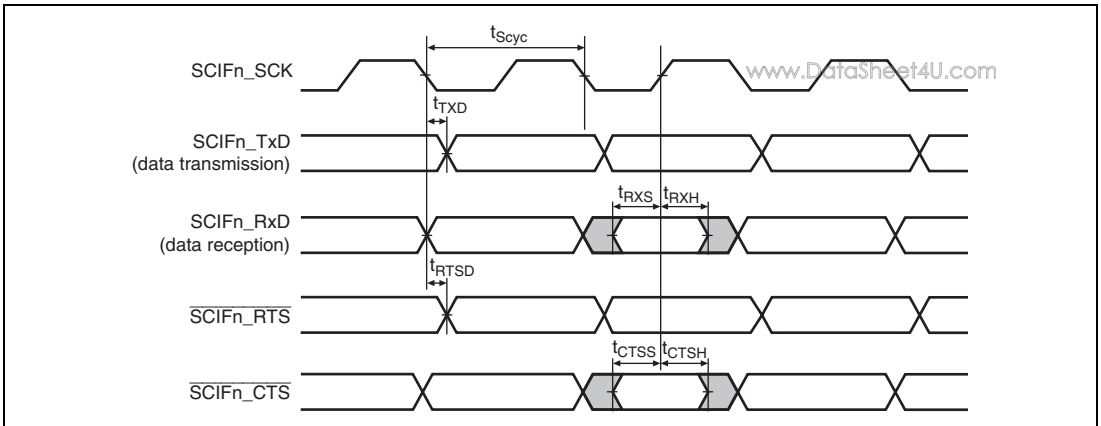 tScyc
SCIFn_SCK
www.DataSheet4U.com
tTXD
SCIFn_TxD
(data transmission)
tRXS tRXH
SCIFn_RxD
(data reception)
tRTSD
SCIFn_RTS
tCTSS tCTSH
SCIFn_CTS